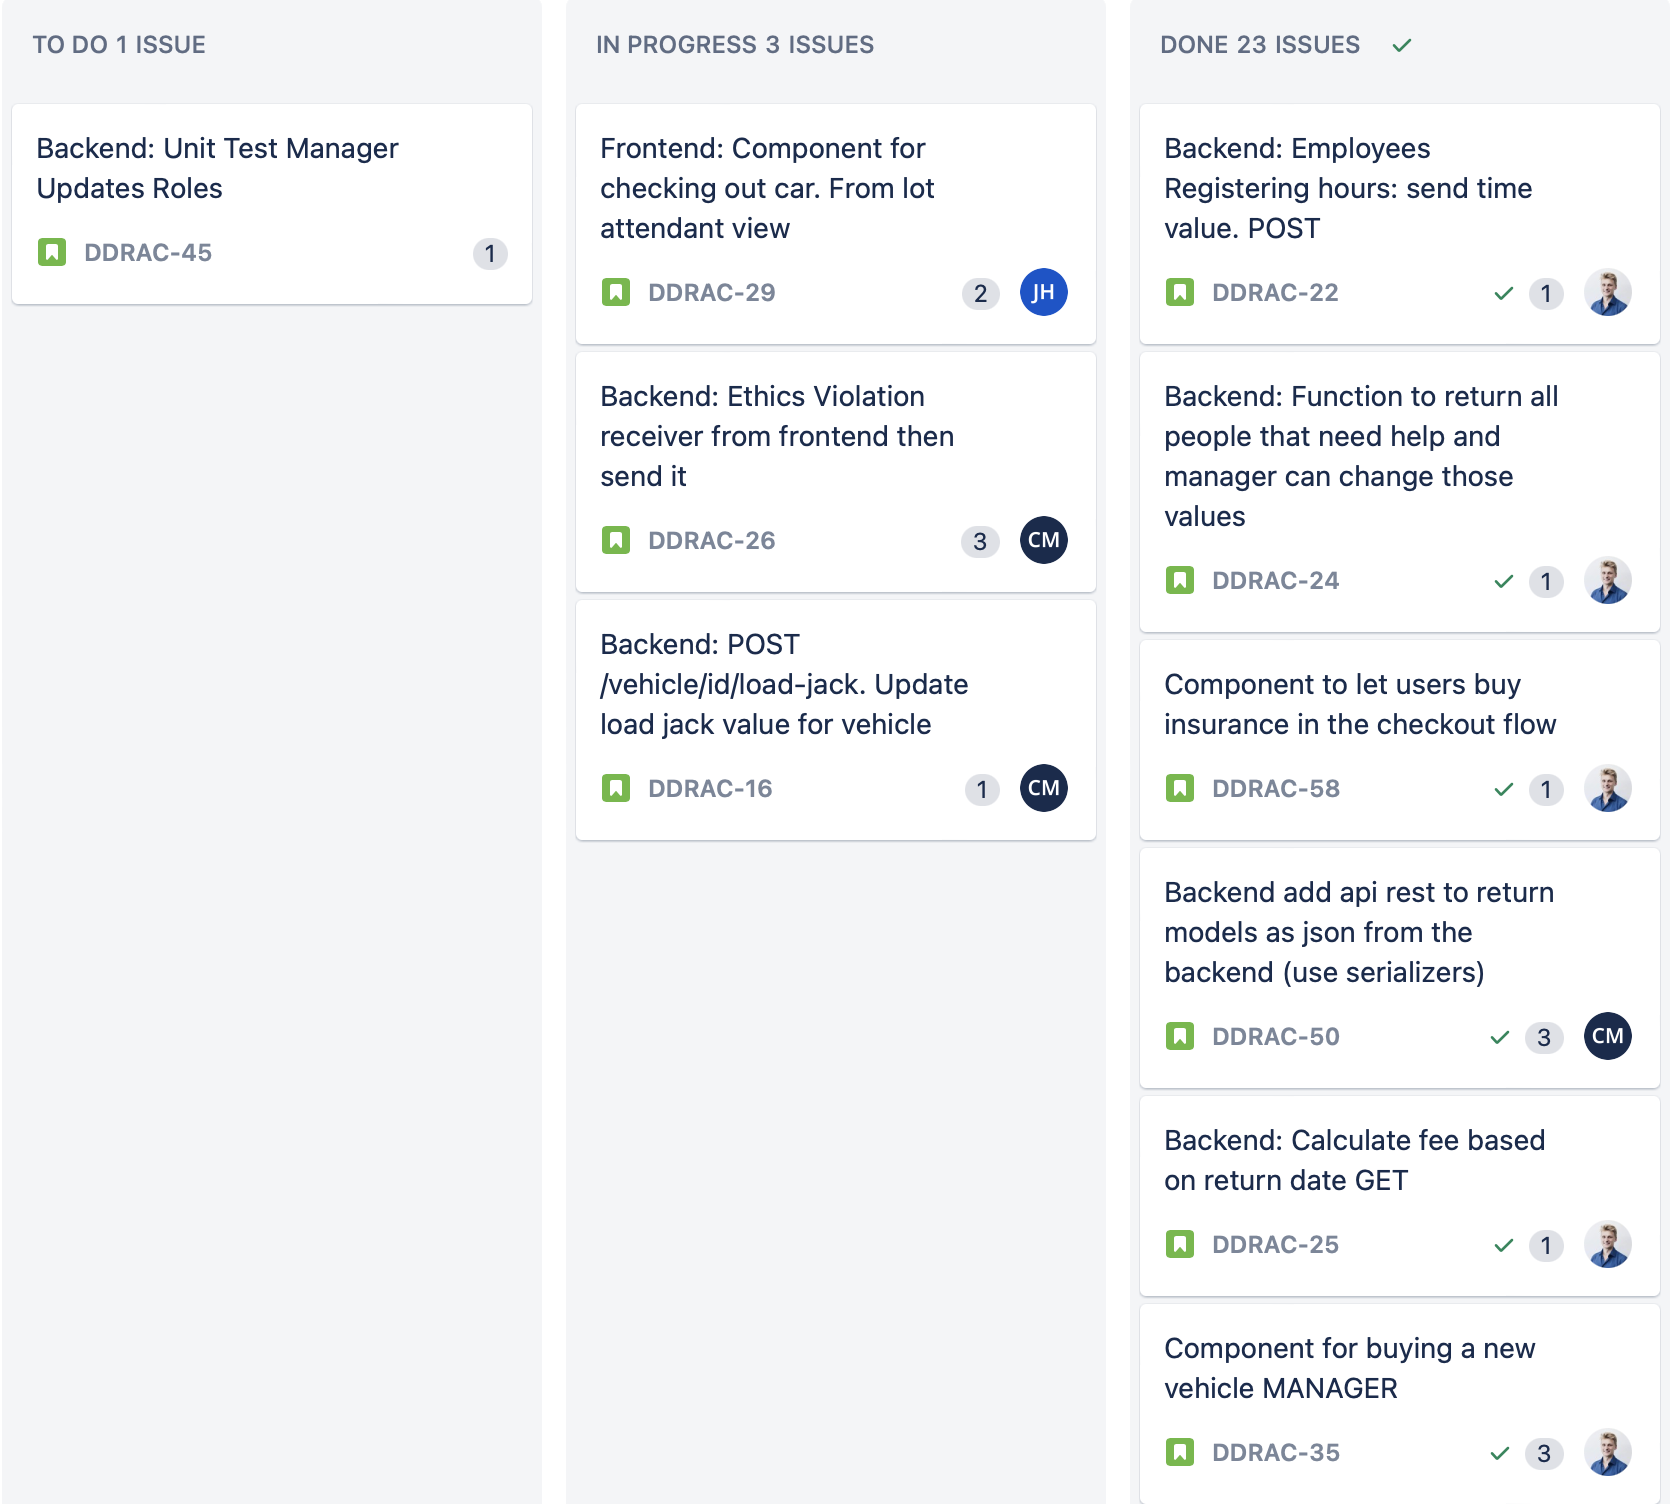 TO DO 1 ISSUE
Backend: Unit Test Manager
Updates Roles
DDRAC-45
1
IN PROGRESS 3 ISSUES
Frontend: Component for
checking out car. From lot
attendant view
DDRAC-29
2
JH
Backend: Ethics Violation
receiver from frontend then
send it
DDRAC-26
3
CM
Backend: POST
/vehicle/id/load-jack. Update
load jack value for vehicle
DDRAC-16
1
CM
DONE 23 ISSUES
Backend: Employees
Registering hours: send time
value. POST
DDRAC-22
1
Backend: Function to return all
people that need help and
manager can change those
values
DDRAC-24
1
Component to let users buy
insurance in the checkout flow
DDRAC-58
1
Backend add api rest to return
models as json from the
backend (use serializers)
DDRAC-50
3
CM
Backend: Calculate fee based
on return date GET
DDRAC-25
1
Component for buying a new
vehicle MANAGER
DDRAC-35
3